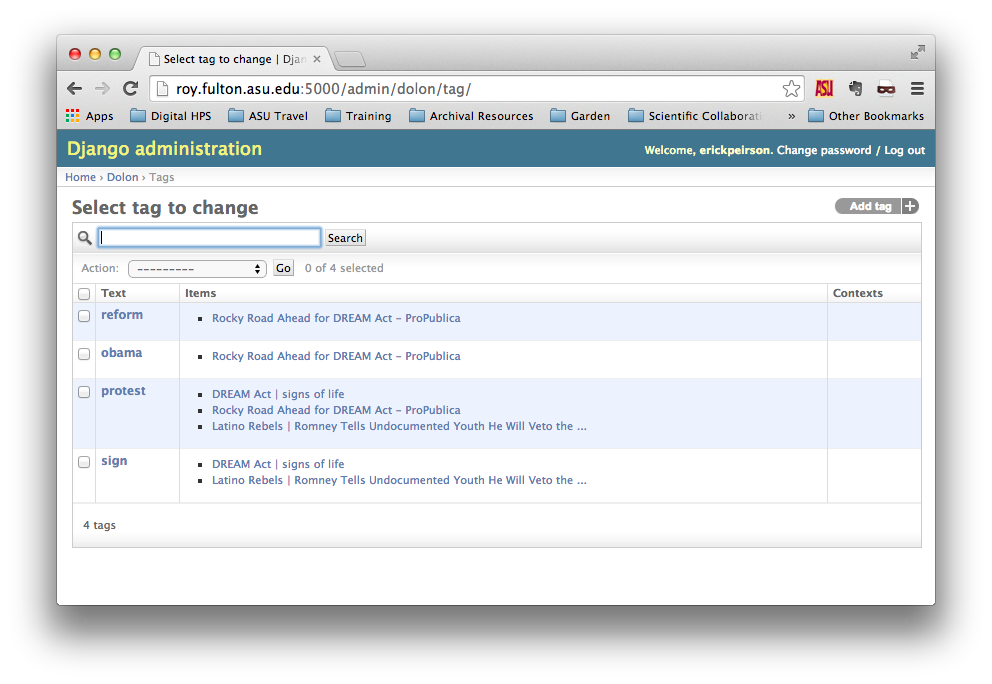 Select tag to change | Djan
roy.fulton.asu.edu:5000/admin/dolon/tag/
ASU
Apps Digital HPS ASU Travel Training Archival Resources Garden Scientific Collaborati » Other Bookmarks
Django administration
Welcome, erickpeirson. Change password / Log out
Home › Dolon › Tags
Select tag to change
Add tag +
Search
Action: --------- Go 0 of 4 selected
Text Items Contexts
reform
▪ Rocky Road Ahead for DREAM Act – ProPublica
obama
▪ Rocky Road Ahead for DREAM Act – ProPublica
protest
▪ DREAM Act | signs of life
▪ Rocky Road Ahead for DREAM Act – ProPublica
▪ Latino Rebels | Romney Tells Undocumented Youth He Will Veto the ...
sign
▪ DREAM Act | signs of life
▪ Latino Rebels | Romney Tells Undocumented Youth He Will Veto the ...
4 tags